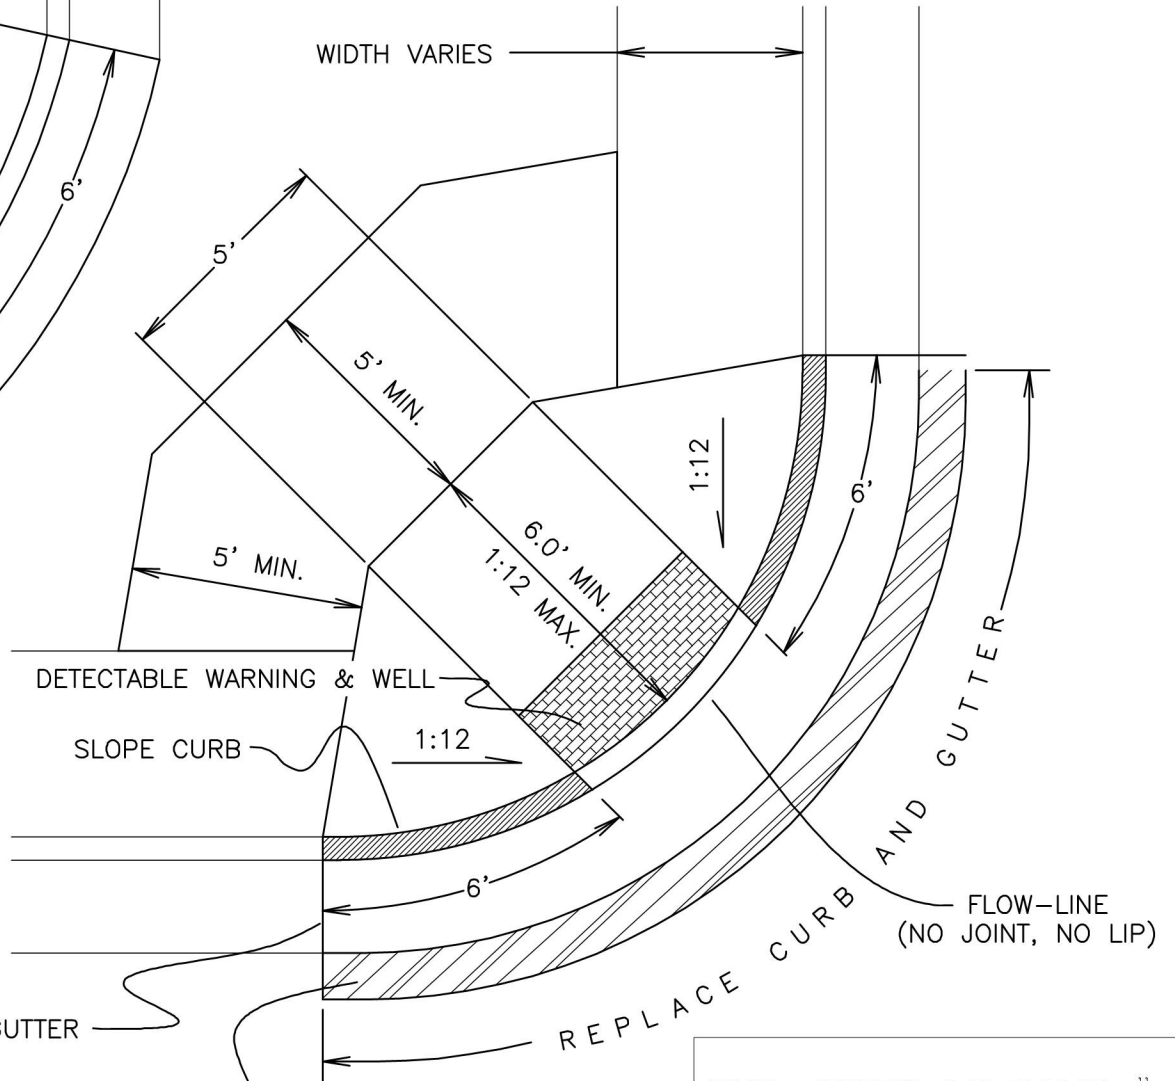 WIDTH VARIES
6'
5'
5' MIN.
1:12
6'
6.0' MIN.
1:12 MAX.
5' MIN.
DETECTABLE WARNING & WELL
SLOPE CURB
1:12
6'
FLOW-LINE
(NO JOINT, NO LIP)
REPLACE CURB AND GUTTER